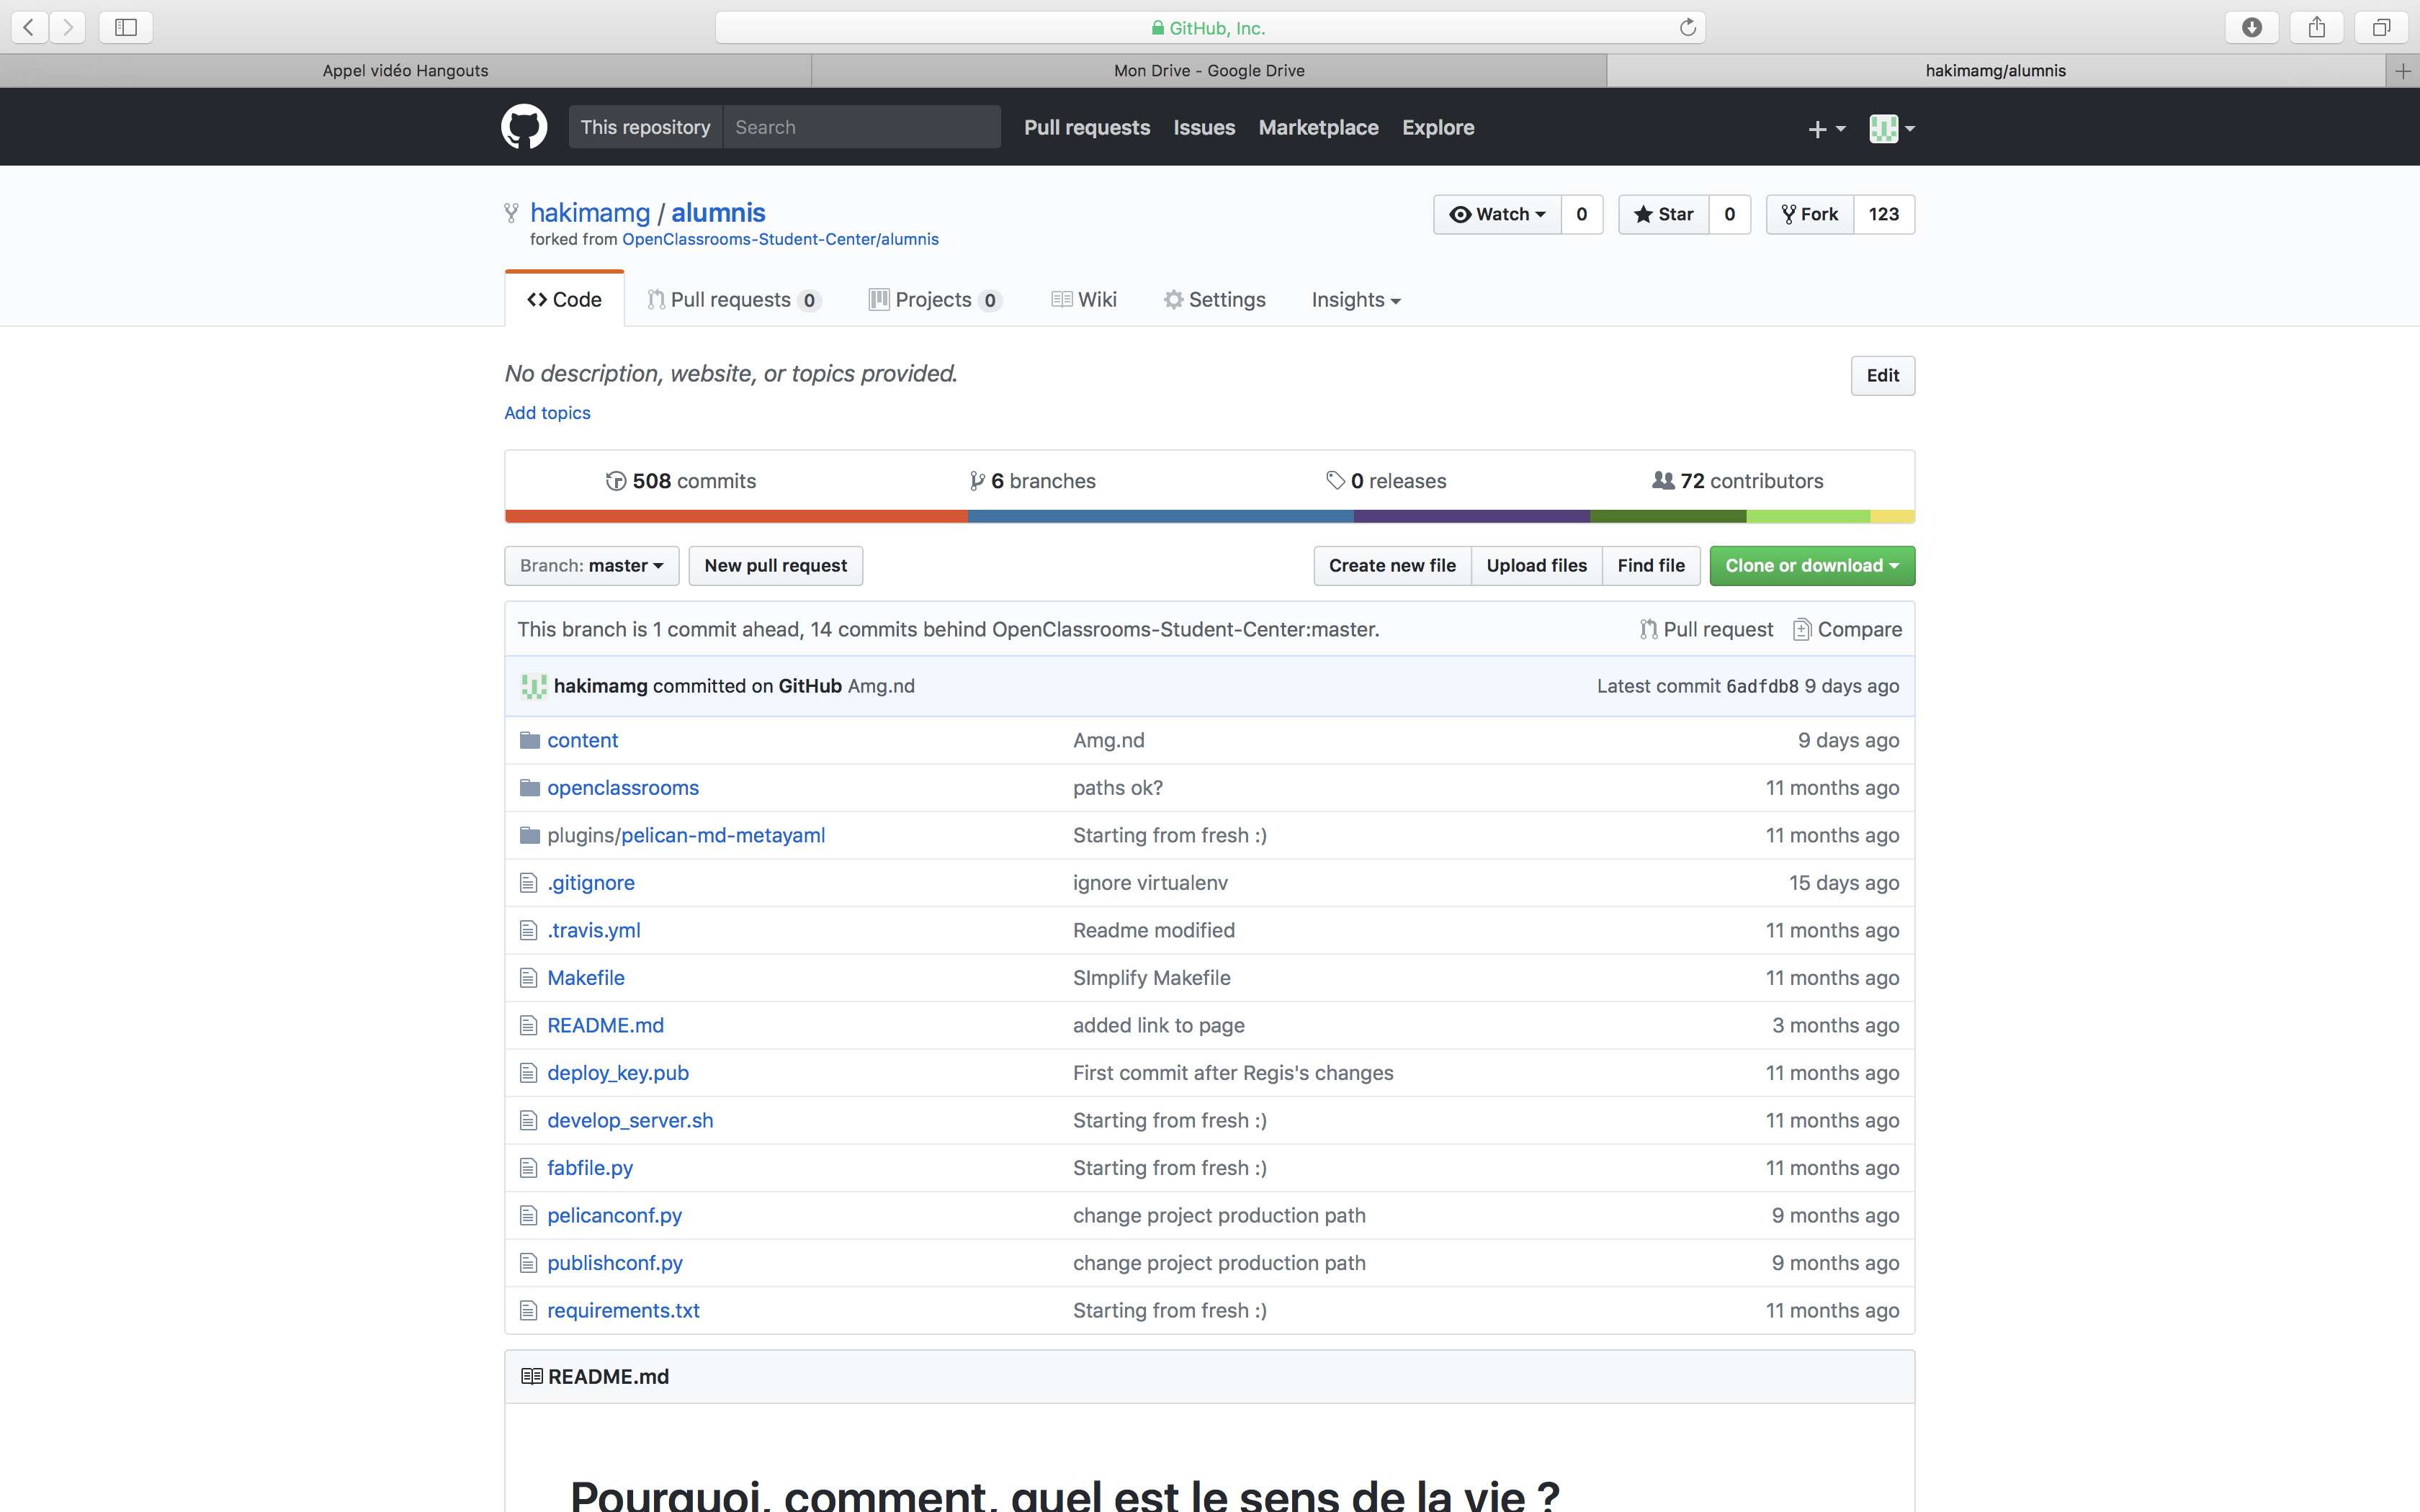 GitHub, Inc.
Appel vidéo Hangouts
Mon Drive - Google Drive
hakimamg/alumnis
This repository
Search
Pull requests
Issues
Marketplace
Explore
hakimamg / alumnis
forked from OpenClassrooms-Student-Center/alumnis
Watch 0
Star 0
Fork 123
Code
Pull requests 0
Projects 0
Wiki
Settings
Insights
No description, website, or topics provided.
Edit
Add topics
508 commits
6 branches
0 releases
72 contributors
Branch: master
New pull request
Create new file
Upload files
Find file
Clone or download
This branch is 1 commit ahead, 14 commits behind OpenClassrooms-Student-Center:master.
Pull request
Compare
hakimamg committed on GitHub Amg.nd
Latest commit 6adfdb8 9 days ago
content Amg.nd 9 days ago
openclassrooms paths ok? 11 months ago
plugins/pelican-md-metayaml Starting from fresh :) 11 months ago
.gitignore ignore virtualenv 15 days ago
.travis.yml Readme modified 11 months ago
Makefile SImplify Makefile 11 months ago
README.md added link to page 3 months ago
deploy_key.pub First commit after Regis's changes 11 months ago
develop_server.sh Starting from fresh :) 11 months ago
fabfile.py Starting from fresh :) 11 months ago
pelicanconf.py change project production path 9 months ago
publishconf.py change project production path 9 months ago
requirements.txt Starting from fresh :) 11 months ago
README.md
Pourquoi, comment, quel est le sens de la vie ?